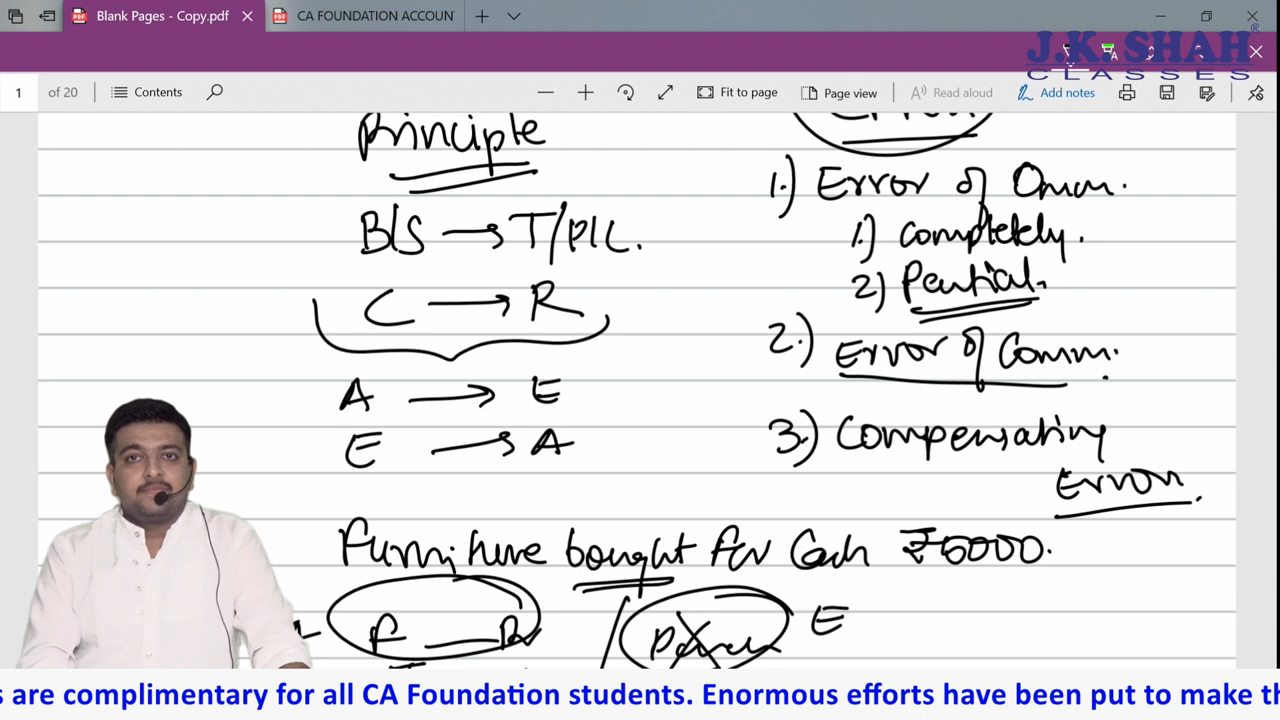 Blank Pages - Copy.pdf
CA FOUNDATION ACCOUN
J.K. SHAH®
CLASSES
1 of 20
Contents
Fit to page
Page view
Read aloud
Add notes
Principle
B/S → T/P/L.
C → R
A → E
E → A
1.) Error of Omm.
1) Completely.
2) Partial.
2.) Error of Comm.
3.) Compensating
Error.
Furniture bought for Cash ₹5000.
E
s are complimentary for all CA Foundation students. Enormous efforts have been put to make th